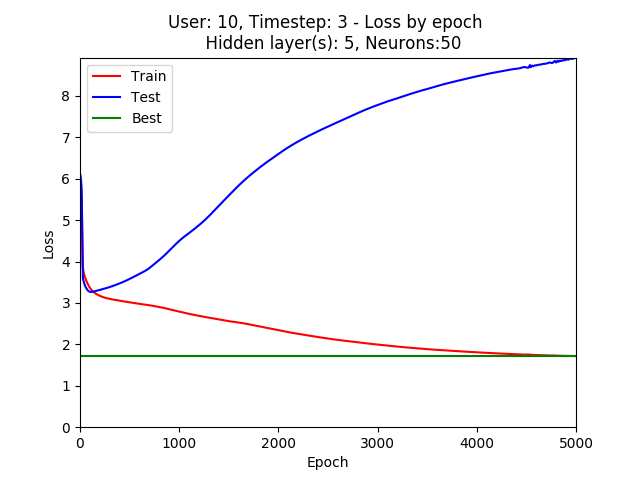 User: 10, Timestep: 3 - Loss by epoch
Hidden layer(s): 5, Neurons:50
Train
Test
Best
8
7
6
5
4
3
2
1
0
Loss
0 1000 2000 3000 4000 5000
Epoch